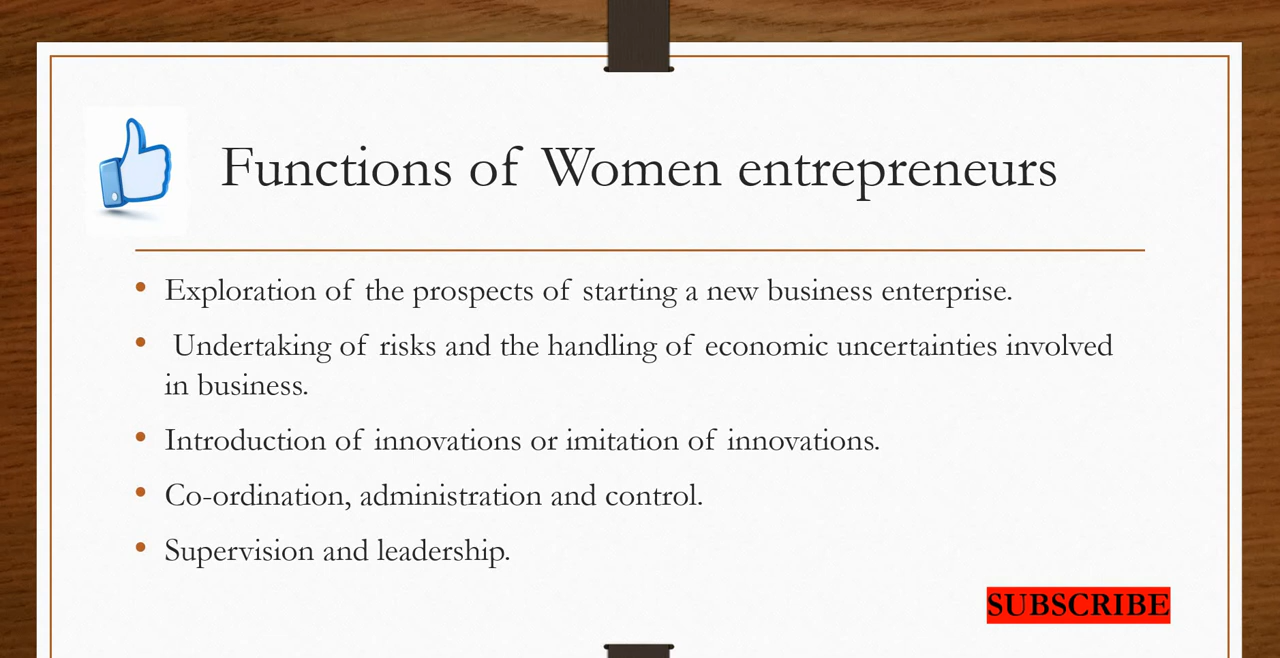 Functions of Women entrepreneurs
• Exploration of the prospects of starting a new business enterprise.
• Undertaking of risks and the handling of economic uncertainties involved
in business.
• Introduction of innovations or imitation of innovations.
• Co-ordination, administration and control.
• Supervision and leadership.
SUBSCRIBE